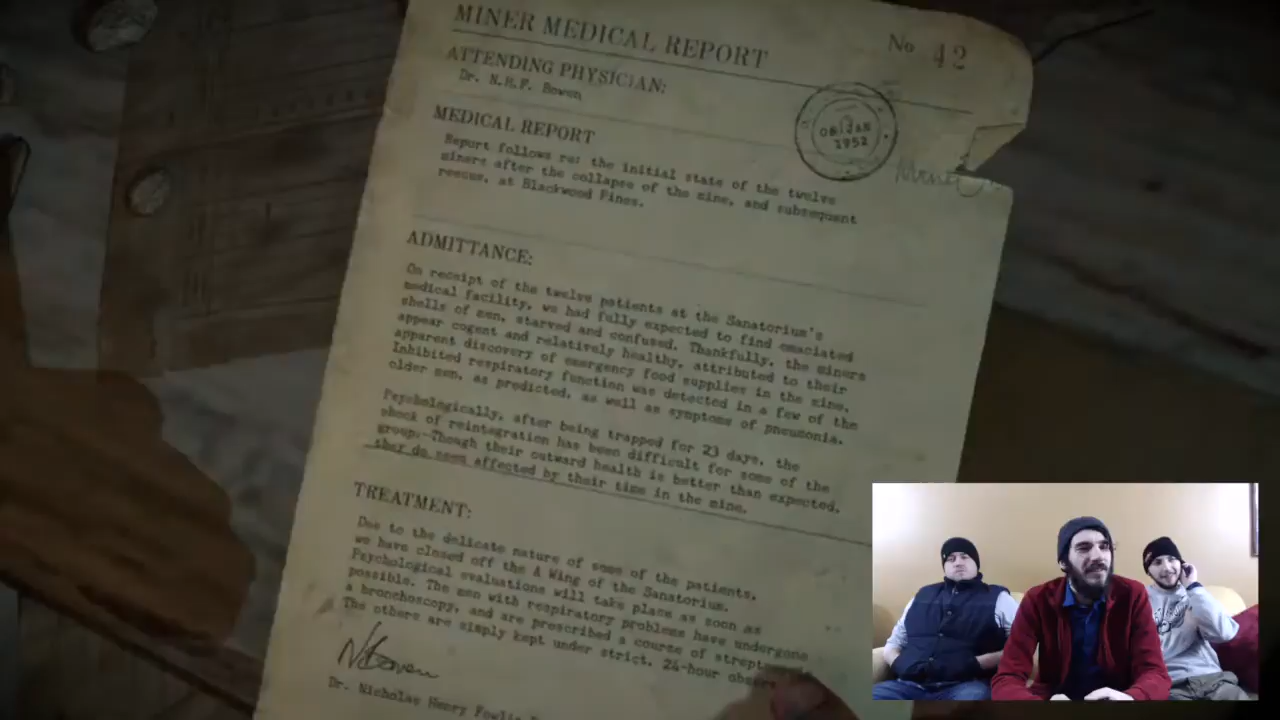 MINER MEDICAL REPORT
No 42
ATTENDING PHYSICIAN:
Dr. N.H.F. Bowen
08 JAN
1952
MEDICAL REPORT
Report follows re: the initial state of the twelve
miners after the collapse of the mine, and subsequent
rescue, at Blackwood Pines.
ADMITTANCE:
On receipt of the twelve patients at the Sanatorium's
medical facility, we had fully expected to find emaciated
shells of men, starved and confused. Thankfully, the miners
appear cogent and relatively healthy, attributed to their
apparent discovery of emergency food supplies in the mine.
Inhibited respiratory function was detected in a few of the
older men, as predicted, as well as symptoms of pneumonia.
Psychologically, after being trapped for 23 days, the
shock of reintegration has been difficult for some of the
group. Though their outward health is better than expected,
they do seem affected by their time in the mine.
TREATMENT:
Due to the delicate nature of some of the patients,
we have closed off the A Wing of the Sanatorium.
Psychological evaluations will take place as soon as
possible. The men with respiratory problems have undergone
a bronchoscopy, and are prescribed a course of
The others are simply kept under strict, 24-hour
NBowen
Dr. Nicholas Henry